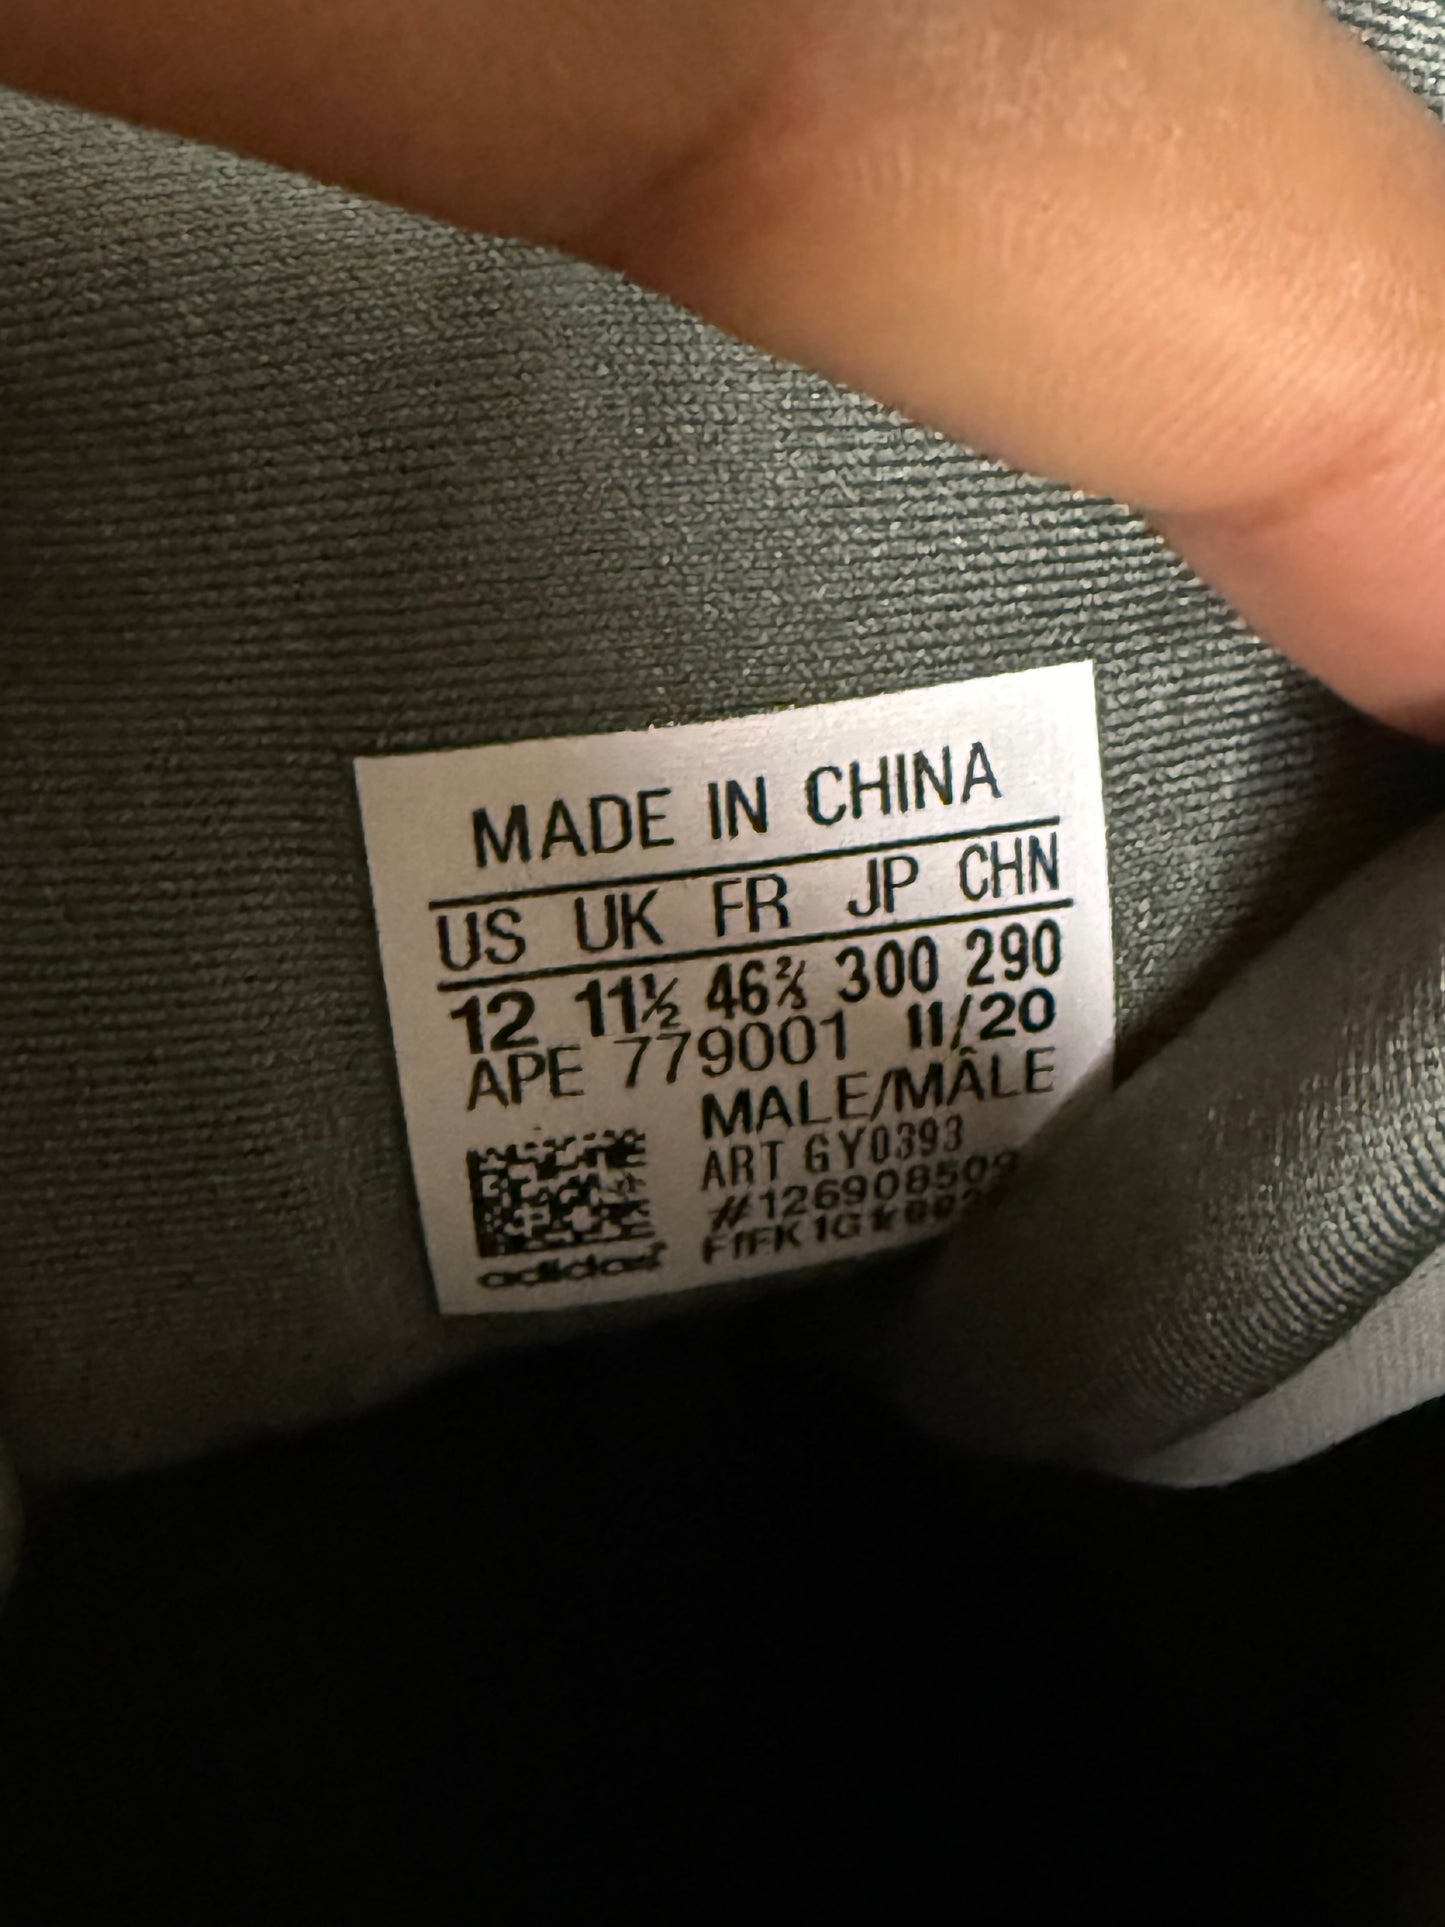 MADE IN CHINA
US UK FR JP CHN
12 11½ 46⅔ 300 290
APE 779001 11/20
MALE/MÂLE
ART GY0393
adidas